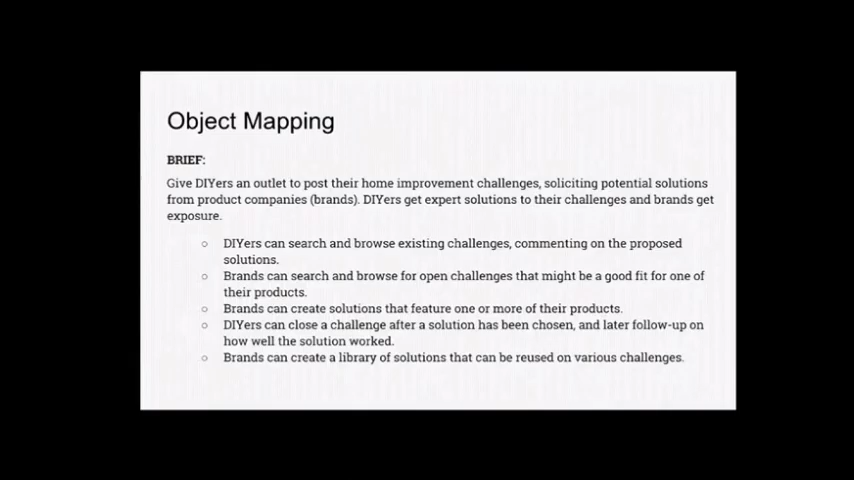 Object Mapping
BRIEF:
Give DIYers an outlet to post their home improvement challenges, soliciting potential solutions
from product companies (brands). DIYers get expert solutions to their challenges and brands get
exposure.
○ DIYers can search and browse existing challenges, commenting on the proposed
solutions.
○ Brands can search and browse for open challenges that might be a good fit for one of
their products.
○ Brands can create solutions that feature one or more of their products.
○ DIYers can close a challenge after a solution has been chosen, and later follow-up on
how well the solution worked.
○ Brands can create a library of solutions that can be reused on various challenges.